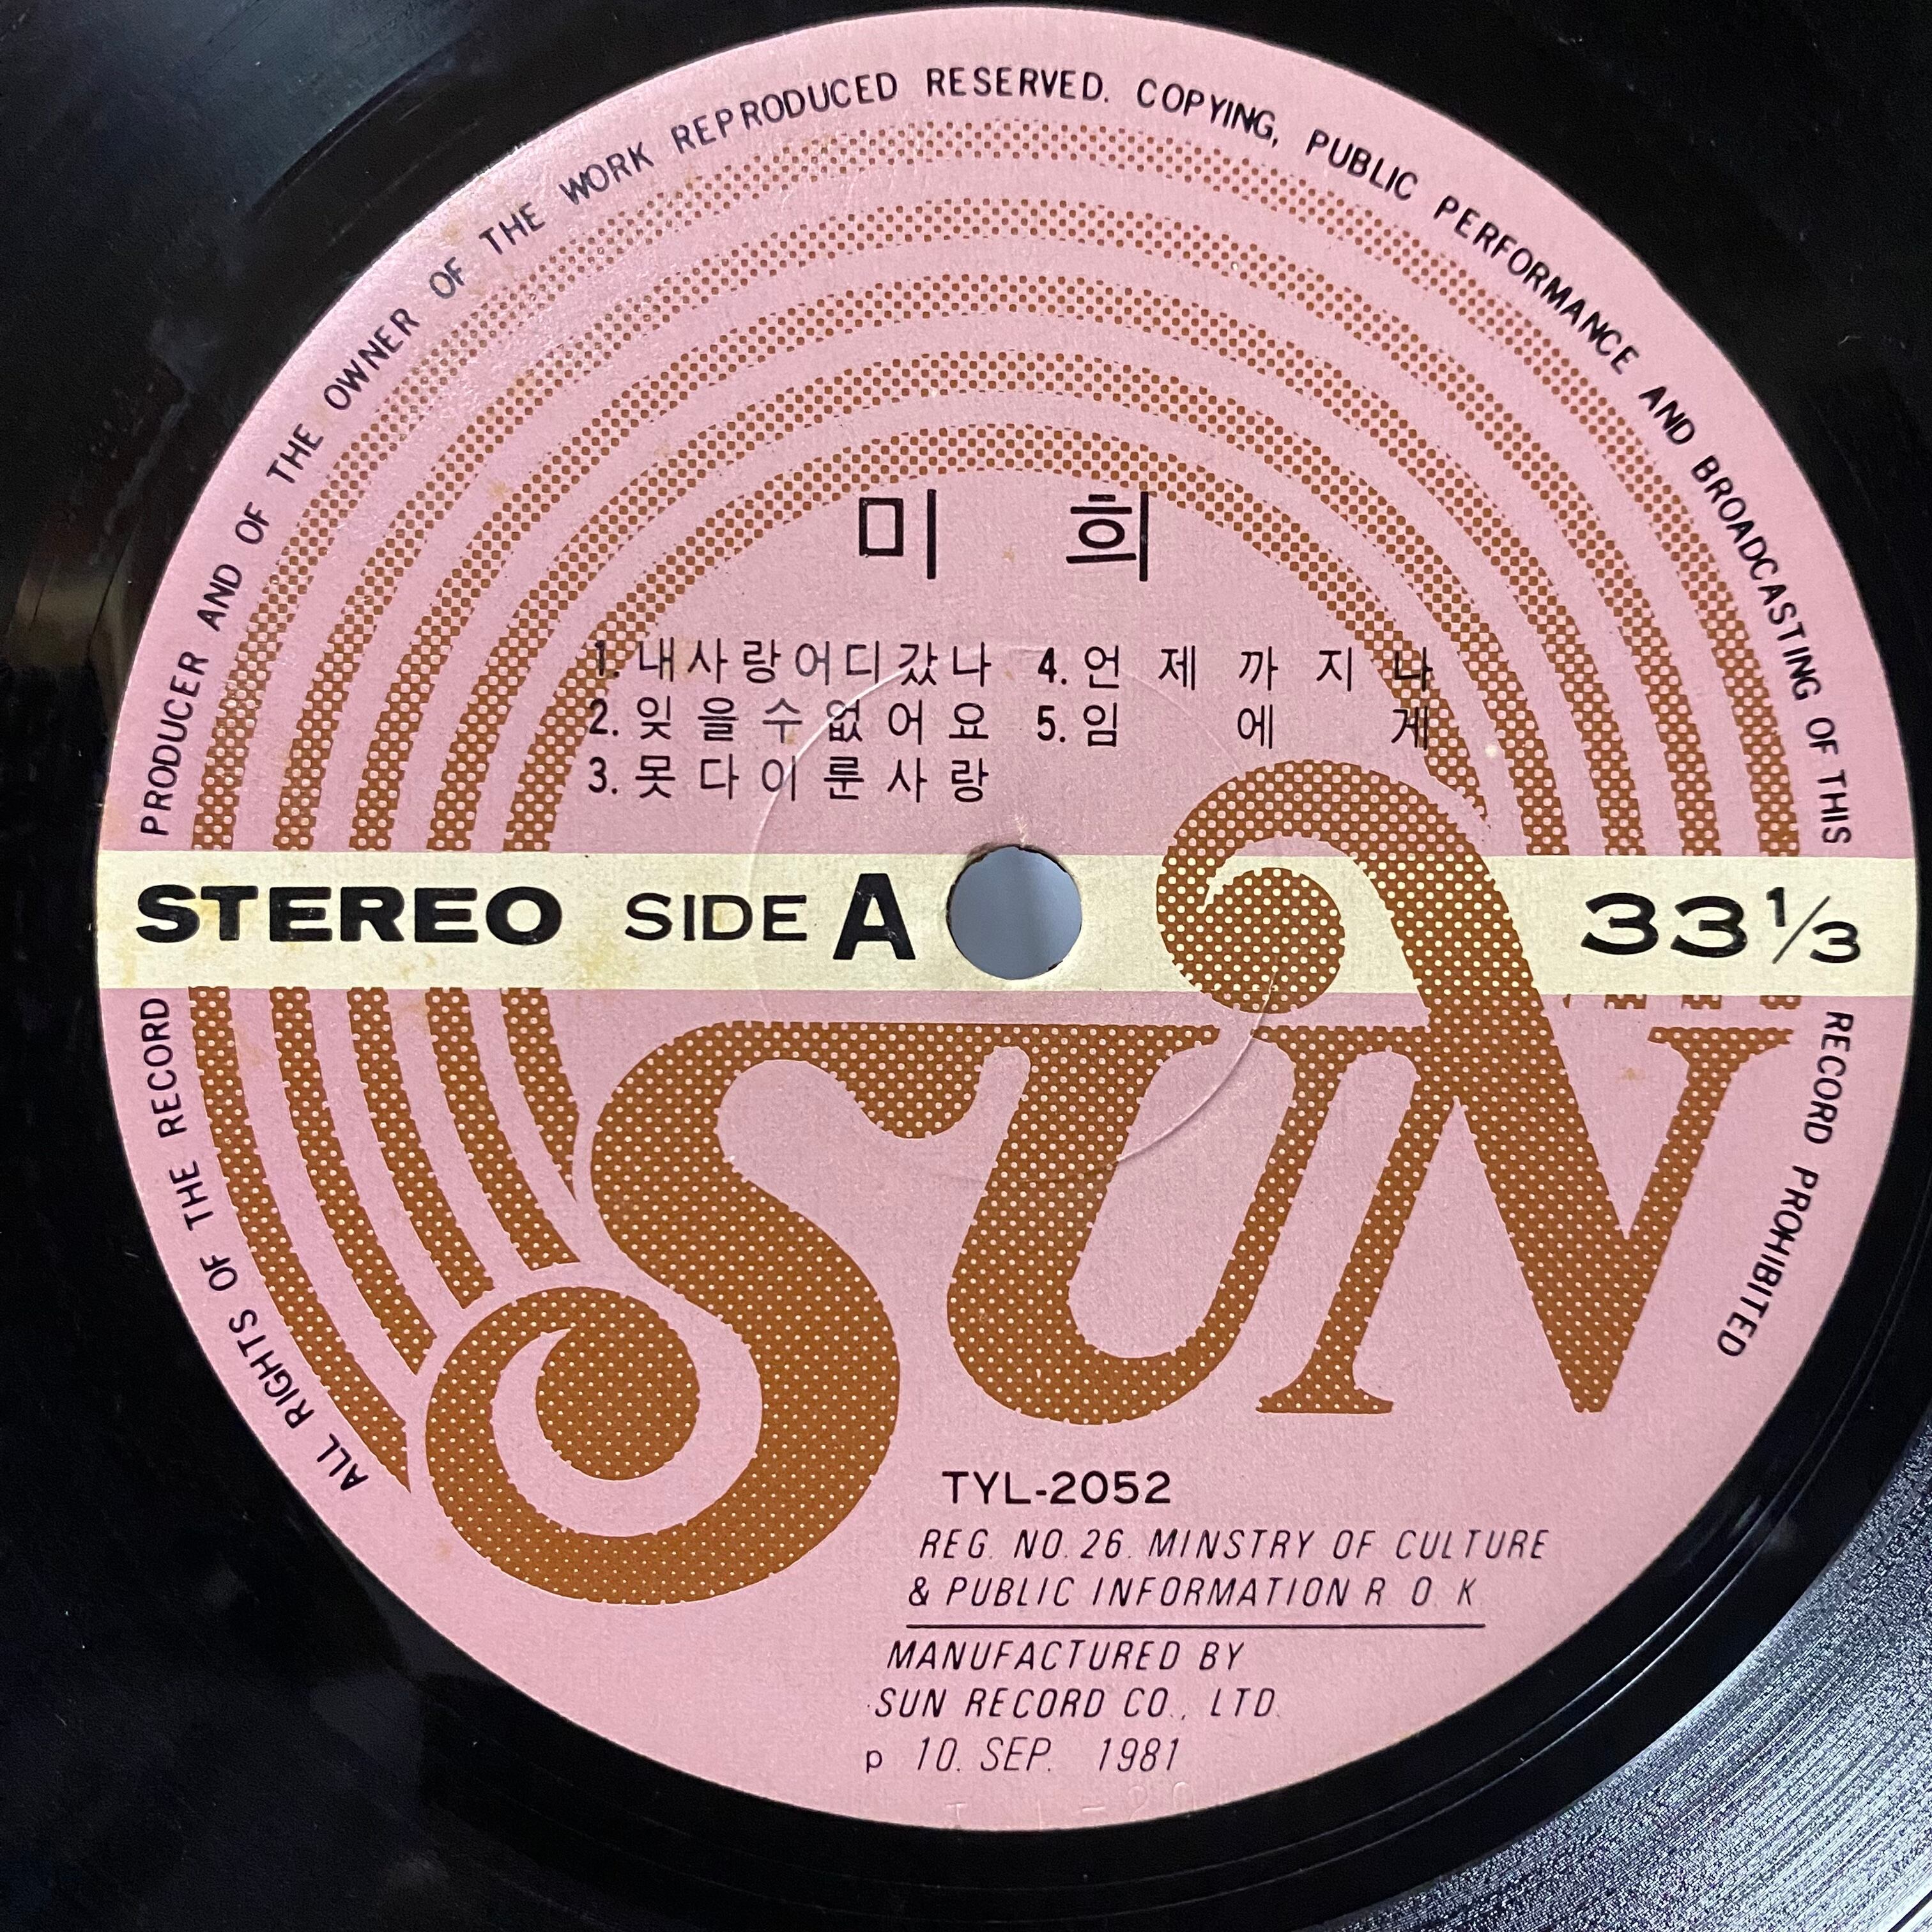 ALL RIGHTS OF THE RECORD PRODUCER AND OF THE OWNER OF THE WORK REPRODUCED RESERVED. COPYING, PUBLIC PERFORMANCE AND BROADCASTING OF THIS RECORD PROHIBITED
미 희
1. 내사랑어디갔나 4. 언제까지나
2. 잊을수없어요 5. 임에게
3. 못다이룬사랑
STEREO SIDE A 33 1/3
SUN
TYL-2052
REG. NO. 26. MINSTRY OF CULTURE
& PUBLIC INFORMATION R. O. K
MANUFACTURED BY
SUN RECORD CO., LTD.
p 10. SEP. 1981